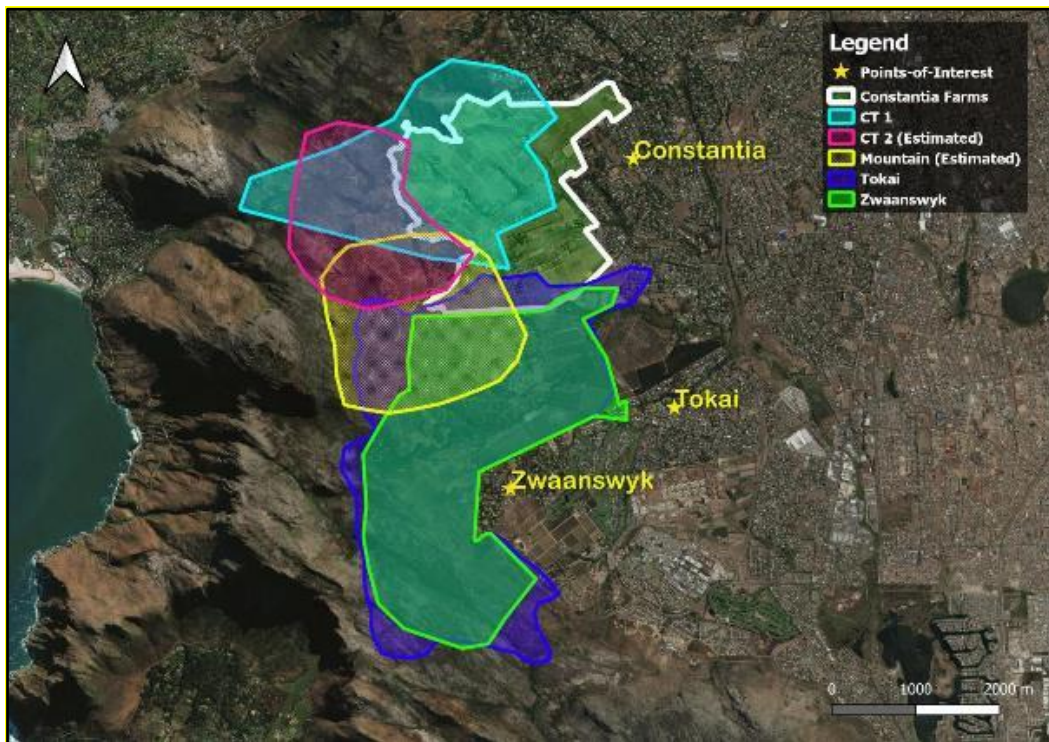 Legend
Points-of-Interest
Constantia Farms
CT 1
CT 2 (Estimated)
Mountain (Estimated)
Tokai
Zwaanswyk
Constantia
Tokai
Zwaanswyk
0 1000 2000 m